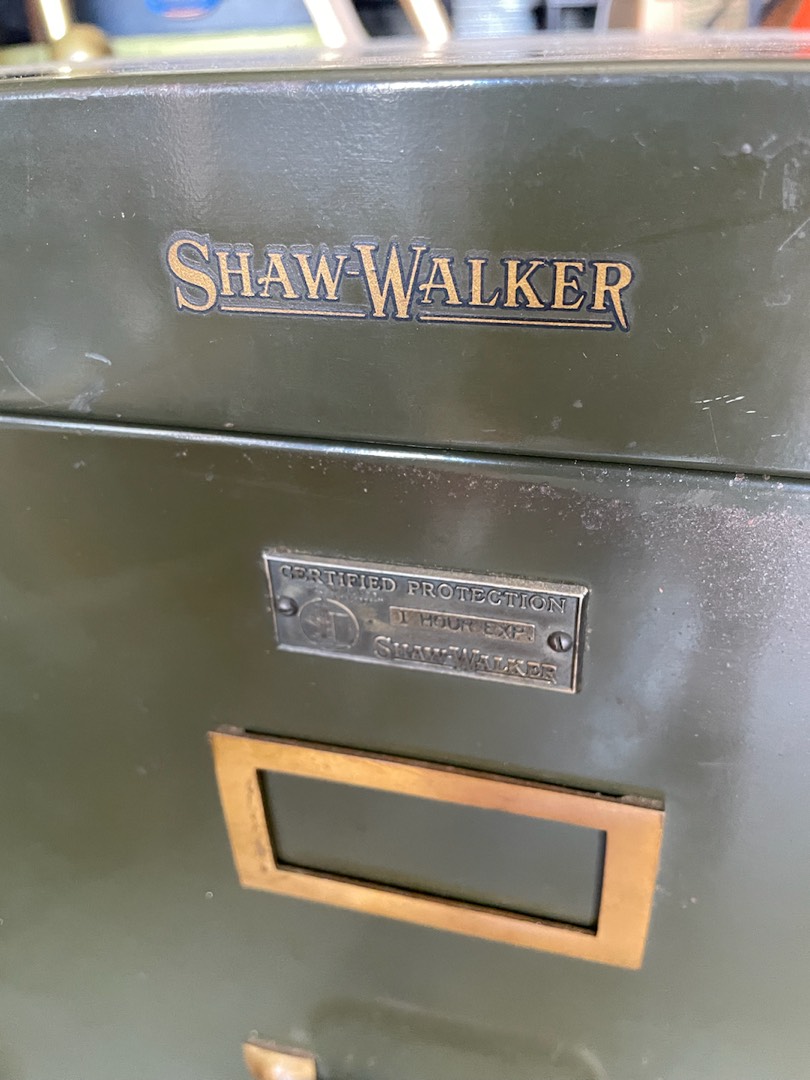 SHAW-WALKER
CERTIFIED PROTECTION
1 HOUR EXP.
SHAW-WALKER